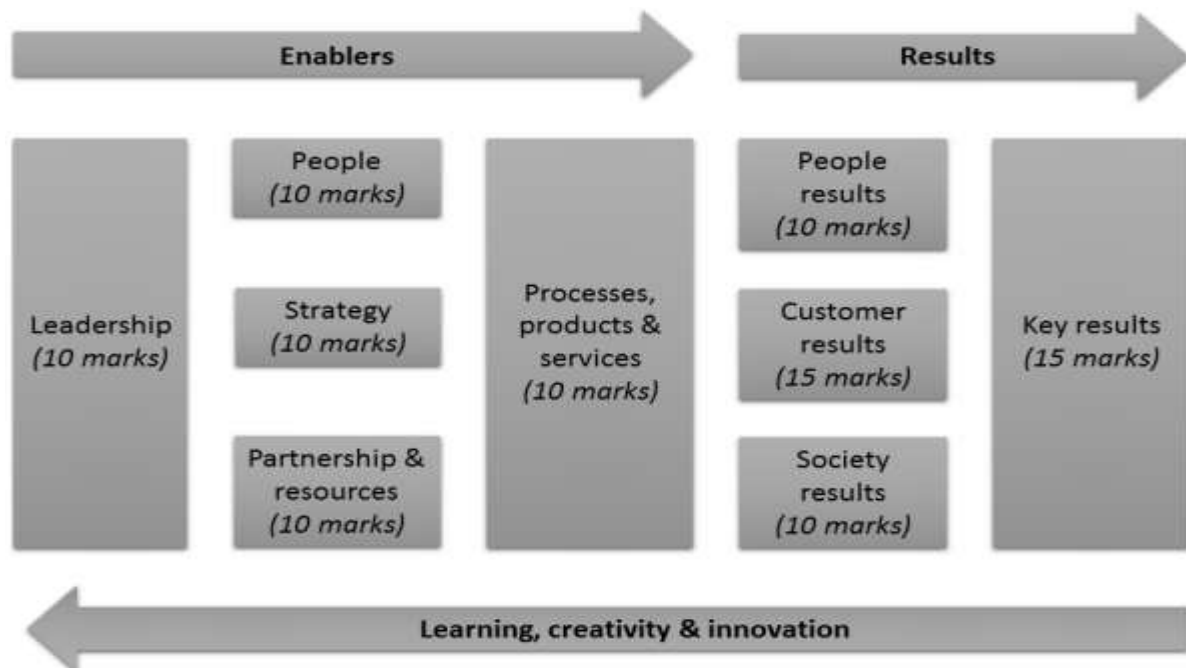 Enablers
Results
Leadership
(10 marks)
People
(10 marks)
Strategy
(10 marks)
Partnership &
resources
(10 marks)
Processes,
products &
services
(10 marks)
People
results
(10 marks)
Customer
results
(15 marks)
Society
results
(10 marks)
Key results
(15 marks)
Learning, creativity & innovation